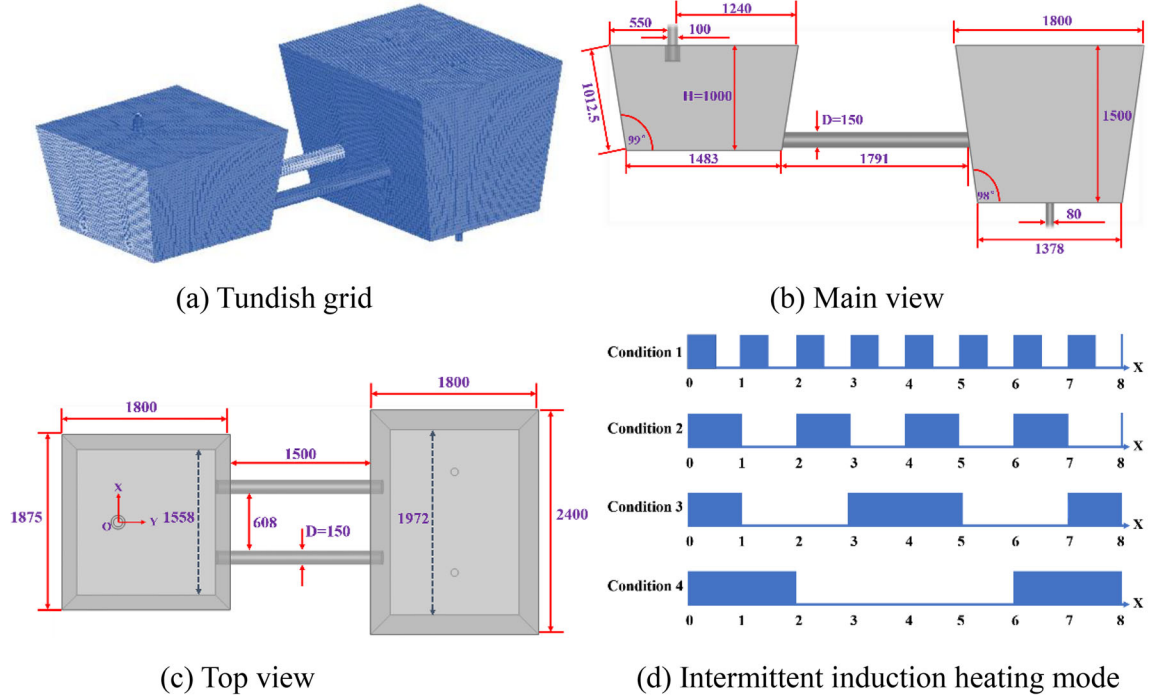 550
1240
100
1800
1012.5
H=1000
99°
D=150
1500
98°
1483
1791
80
1378
(a) Tundish grid
(b) Main view
1800
1800
1500
1875
X
O
Y
1558
608
D=150
1972
2400
(c) Top view
Condition 1
0 1 2 3 4 5 6 7 8 X
Condition 2
0 1 2 3 4 5 6 7 8 X
Condition 3
0 1 2 3 4 5 6 7 8 X
Condition 4
0 1 2 3 4 5 6 7 8 X
(d) Intermittent induction heating mode